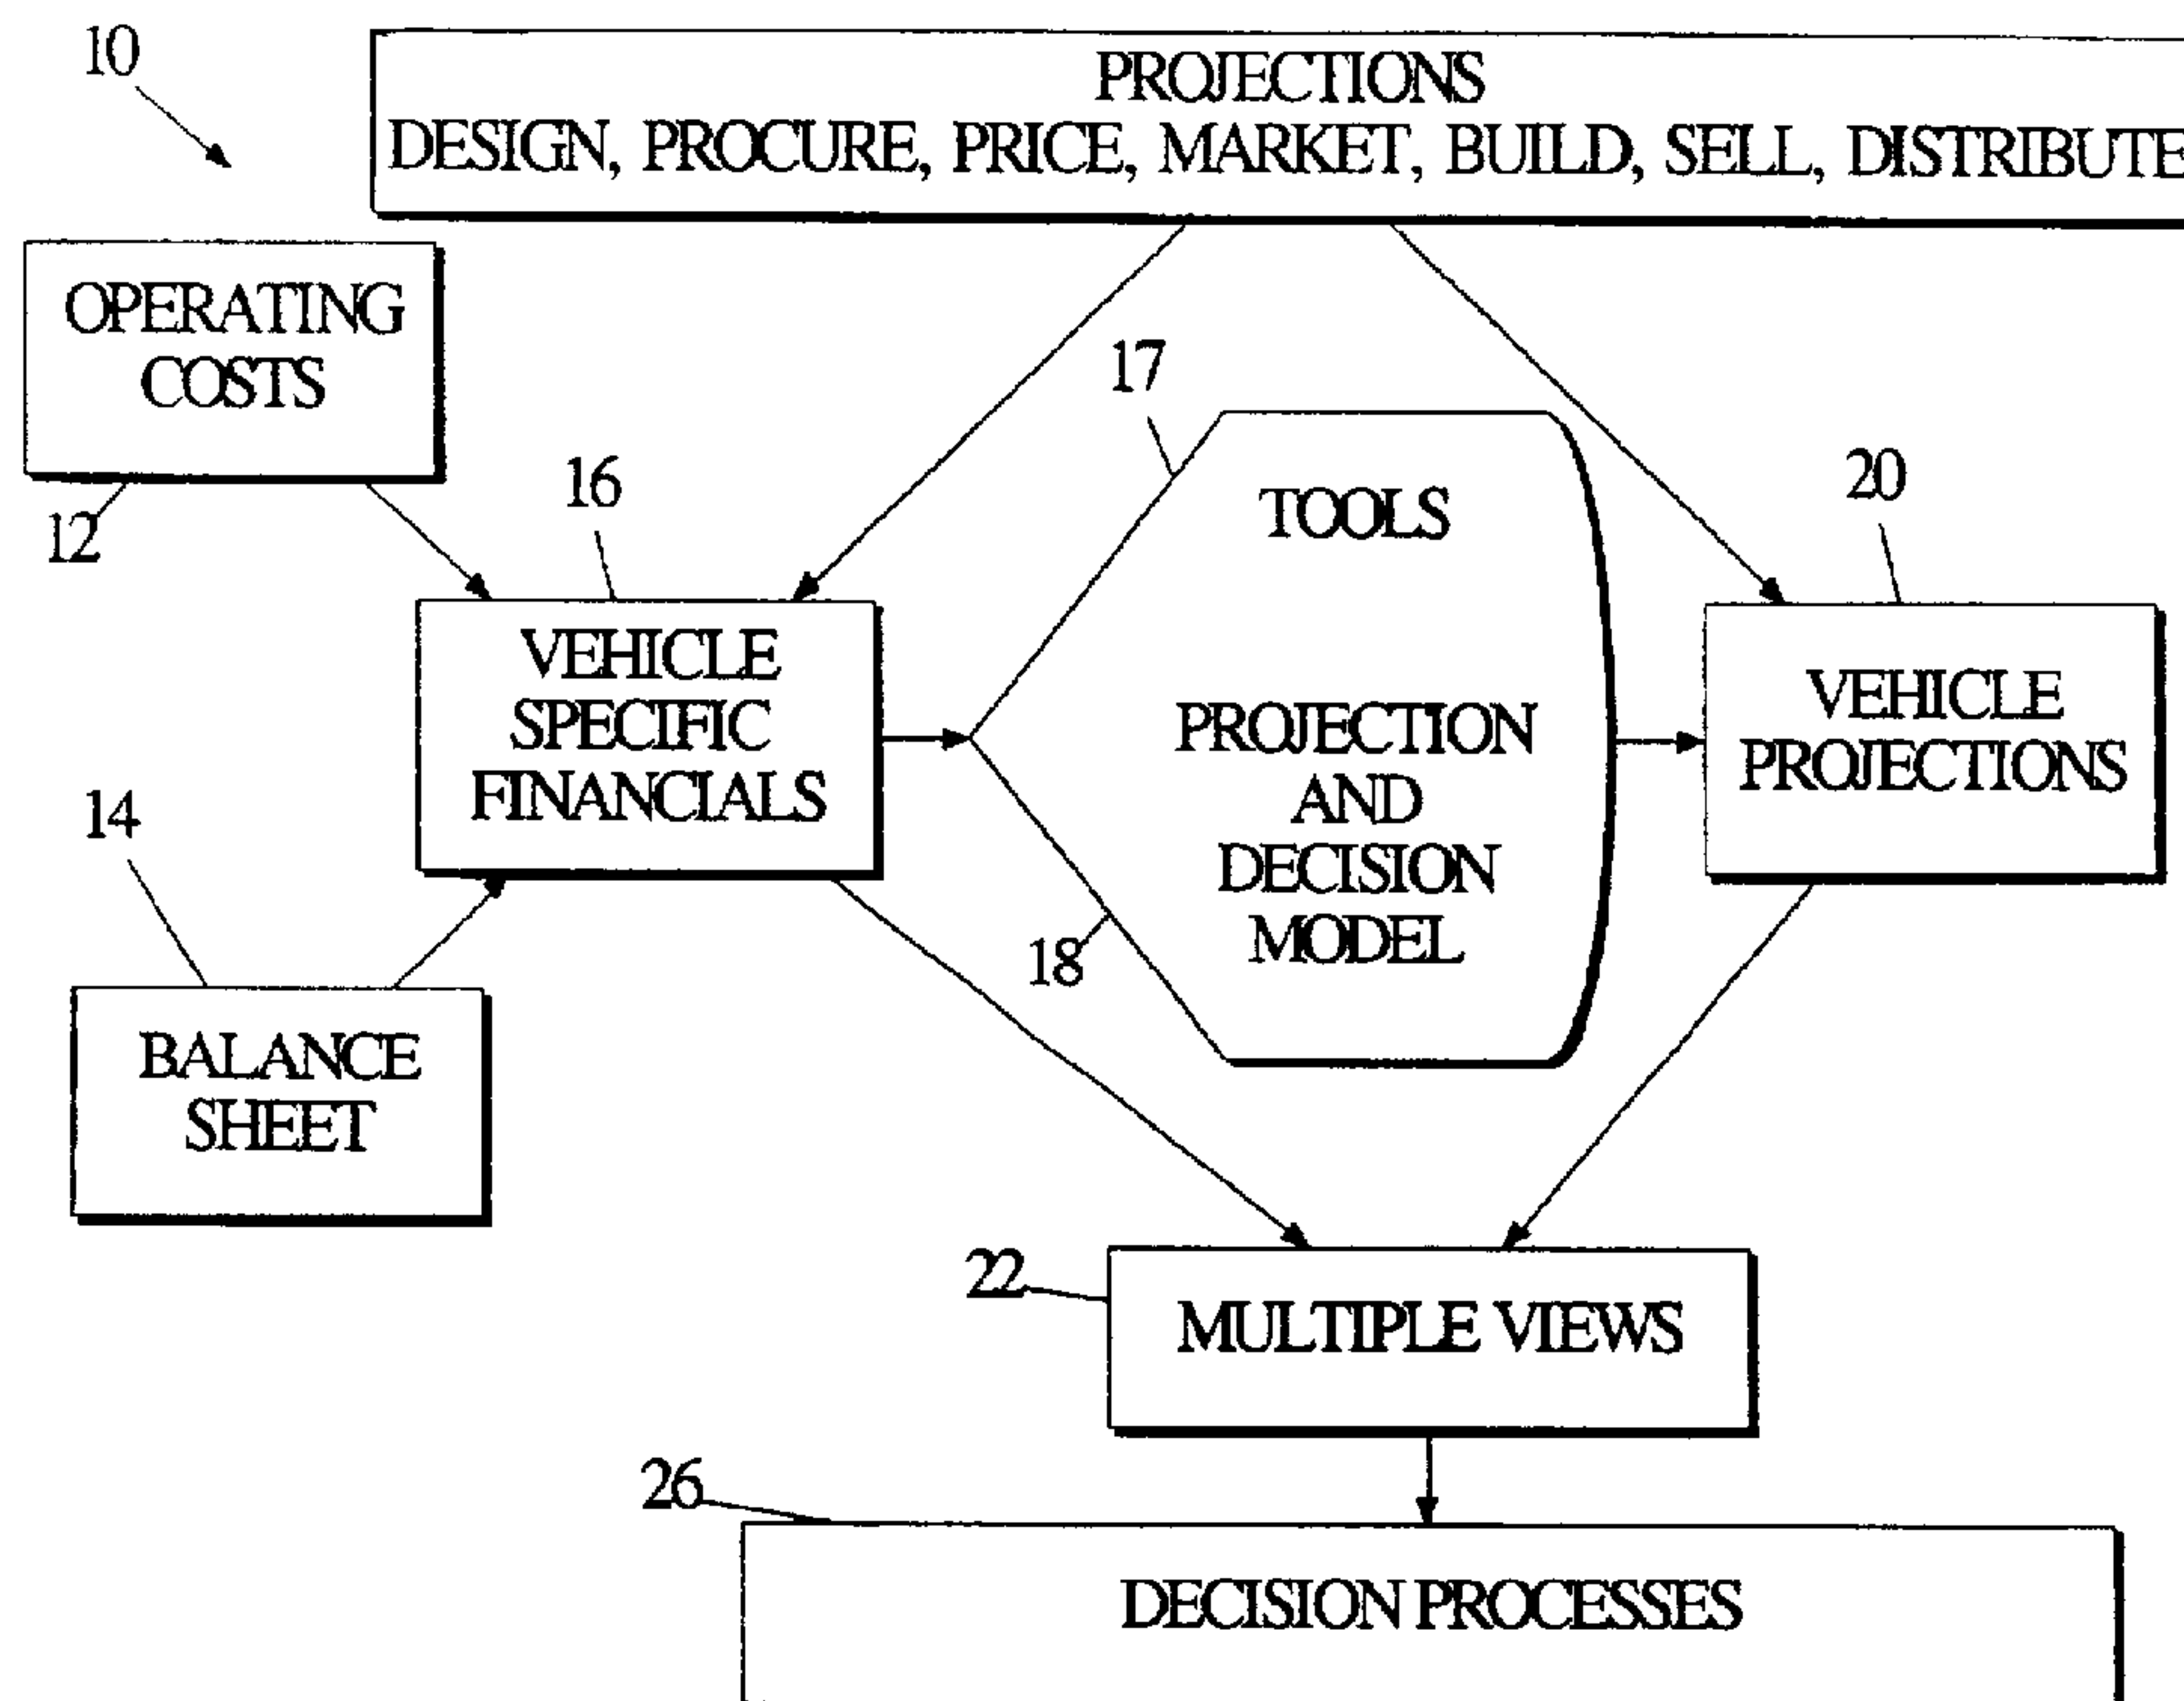 10
PROJECTIONS
DESIGN, PROCURE, PRICE, MARKET, BUILD, SELL, DISTRIBUTE
OPERATING
COSTS
12
16
17
TOOLS
20
VEHICLE
SPECIFIC
FINANCIALS
PROJECTION
AND
DECISION
MODEL
18
VEHICLE
PROJECTIONS
14
BALANCE
SHEET
22
MULTIPLE VIEWS
26
DECISION PROCESSES